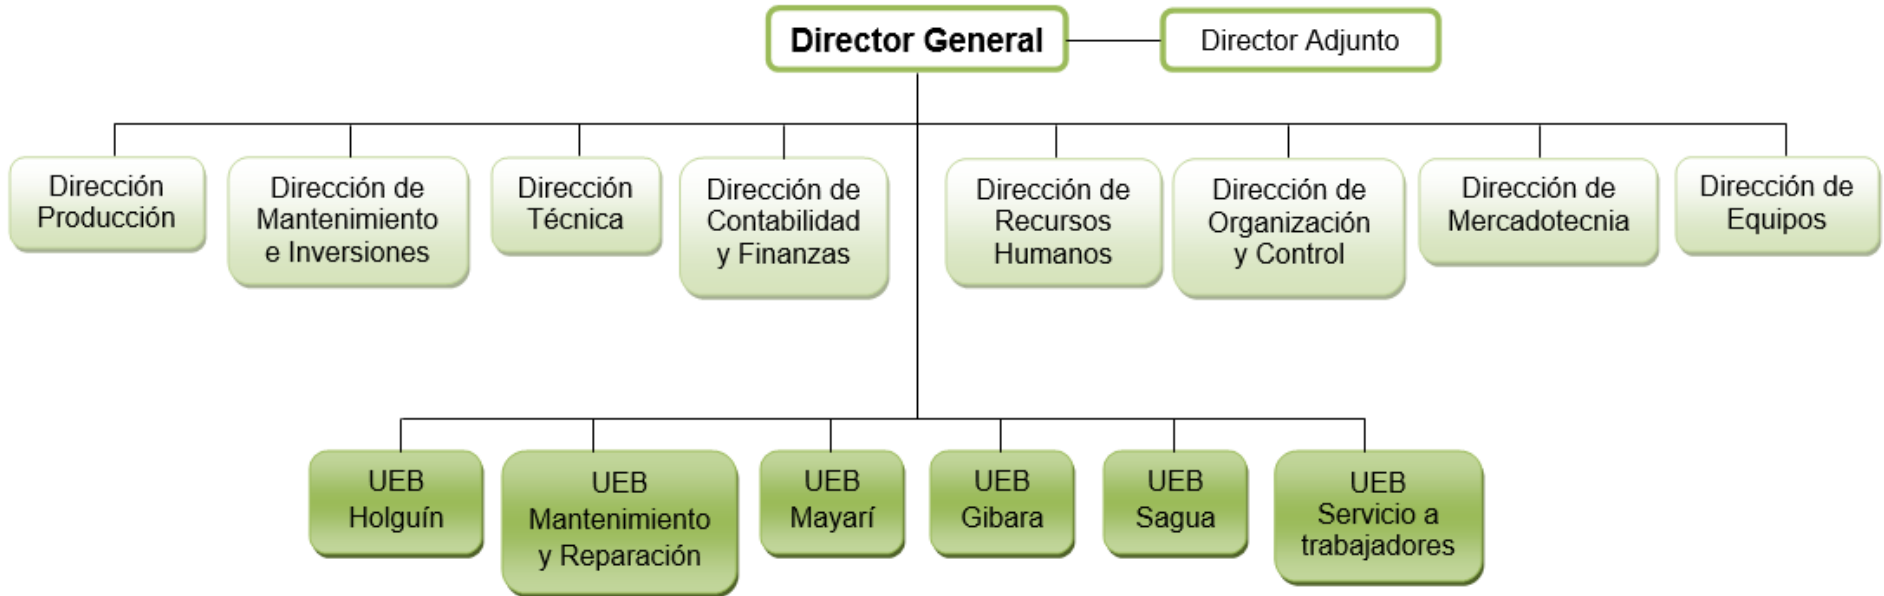 Director General
Director Adjunto
Dirección
Producción
Dirección de
Mantenimiento
e Inversiones
Dirección
Técnica
Dirección de
Contabilidad
y Finanzas
Dirección de
Recursos
Humanos
Dirección de
Organización
y Control
Dirección de
Mercadotecnia
Dirección de
Equipos
UEB
Holguín
UEB
Mantenimiento
y Reparación
UEB
Mayarí
UEB
Gibara
UEB
Sagua
UEB
Servicio a
trabajadores